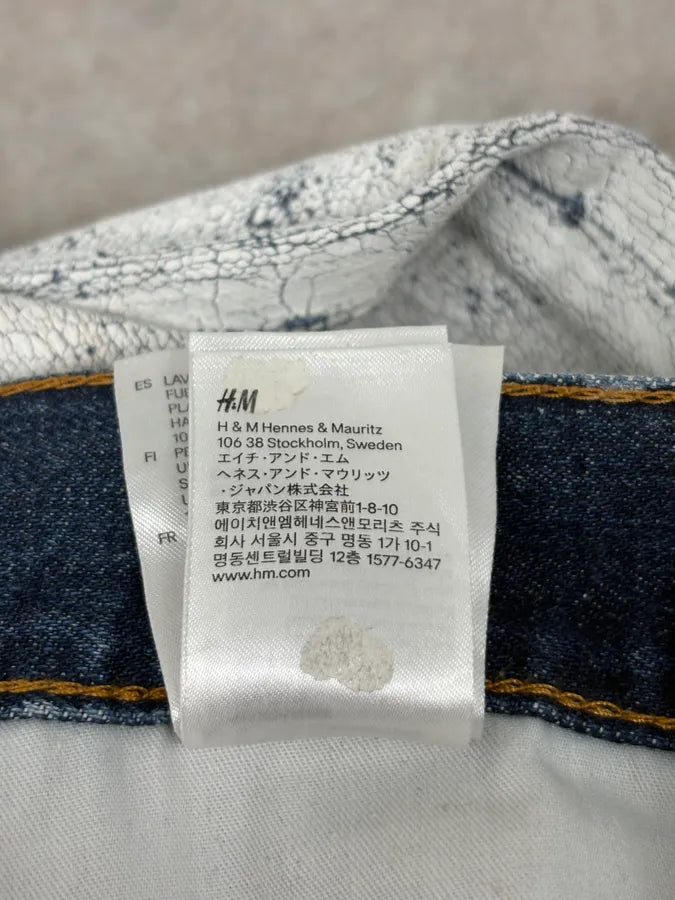 H&M
H & M Hennes & Mauritz
106 38 Stockholm, Sweden
エイチ・アンド・エム
ヘネス・アンド・マウリッツ
・ジャパン株式会社
東京都渋谷区神宮前1-8-10
에이치앤엠헤네스앤모리츠 주식
회사 서울시 중구 명동 1가 10-1
명동센트럴빌딩 12층 1577-6347
www.hm.com
ES
FI
FR